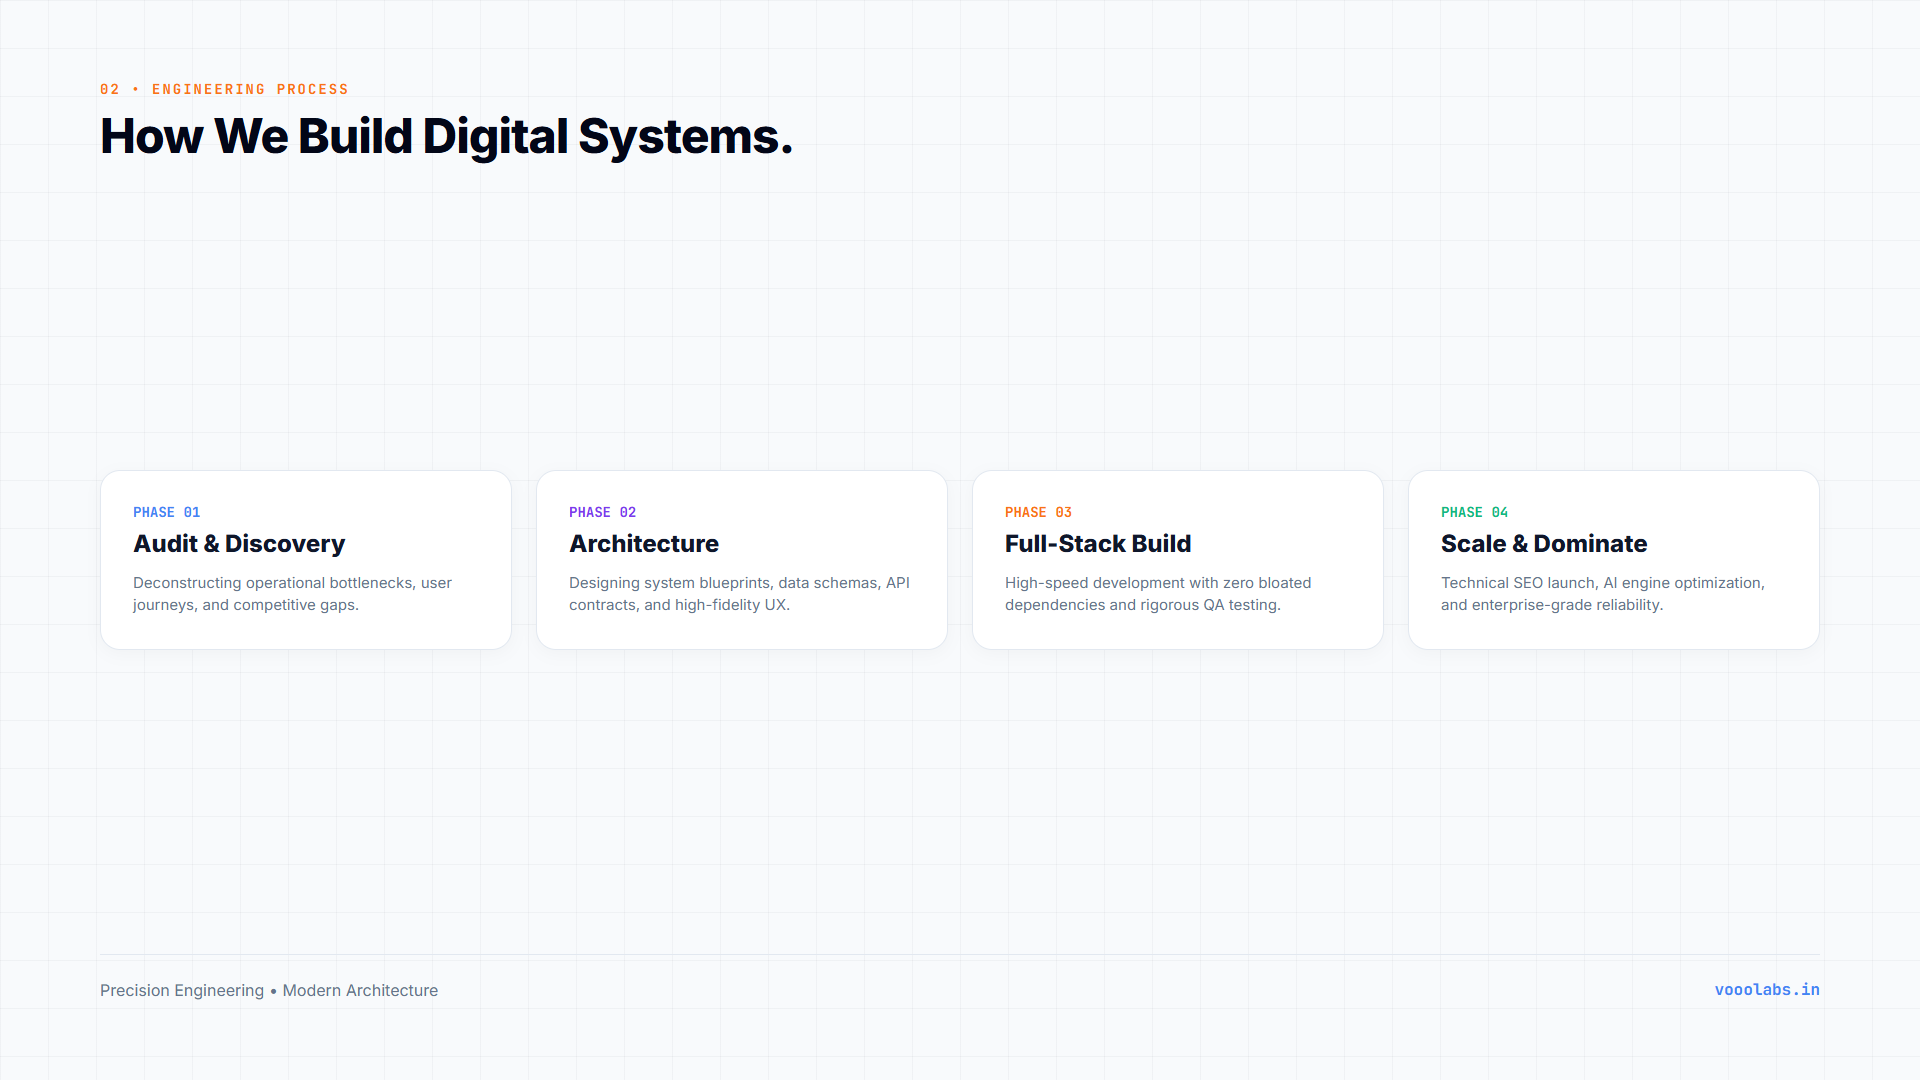 02 • ENGINEERING PROCESS
How We Build Digital Systems.
PHASE 01
Audit & Discovery
Deconstructing operational bottlenecks, user
journeys, and competitive gaps.
PHASE 02
Architecture
Designing system blueprints, data schemas, API
contracts, and high-fidelity UX.
PHASE 03
Full-Stack Build
High-speed development with zero bloated
dependencies and rigorous QA testing.
PHASE 04
Scale & Dominate
Technical SEO launch, AI engine optimization,
and enterprise-grade reliability.
Precision Engineering • Modern Architecture
vooolabs.in